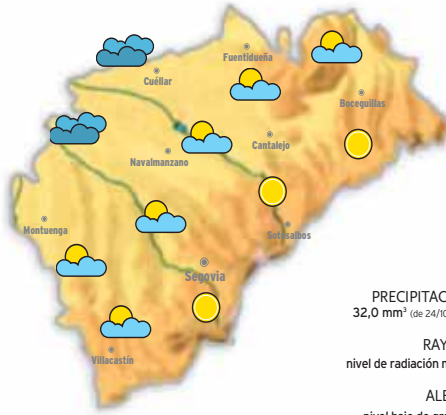 Fuentidueña
Cuéllar
Boceguillas
Cantalejo
Navalmanzano
Montuenga
Sotosalbos
Segovia
Villacastín
PRECIPITAC
32,0 mm³ (de 24/10
RAY
nivel de radiación
ALE